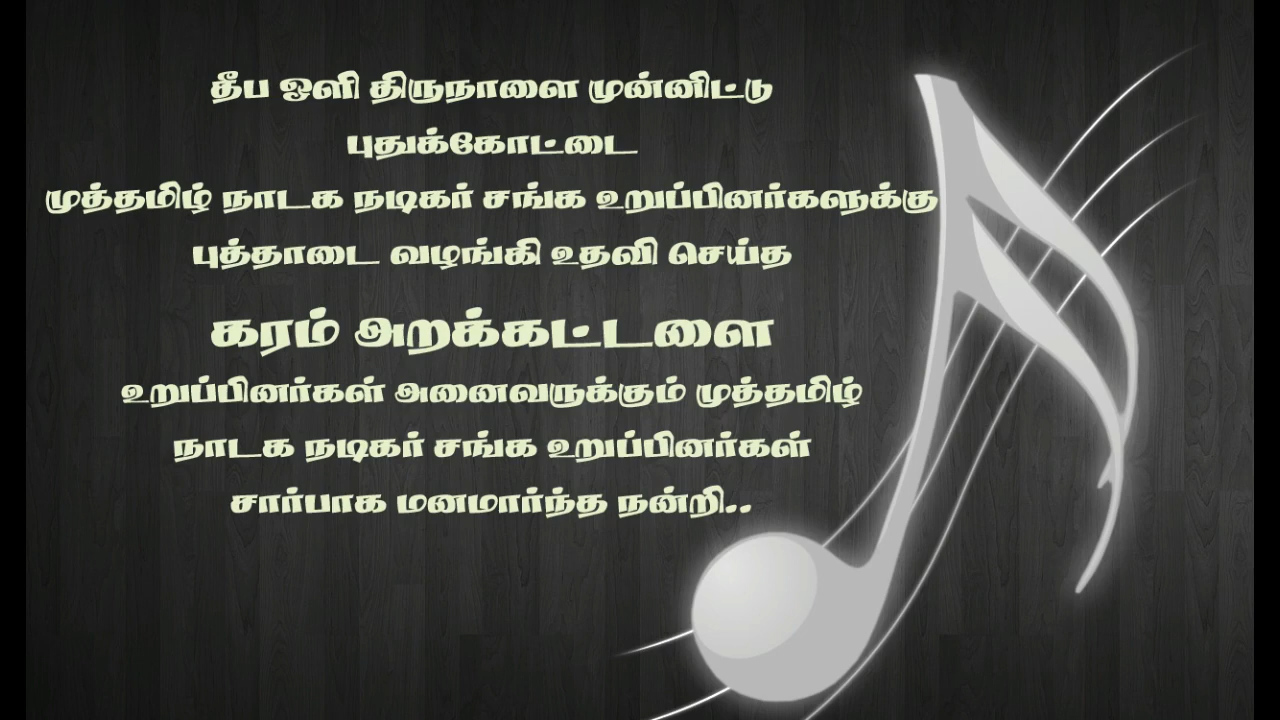 தீப ஒளி திருநாளை முன்னிட்டு
புதுக்கோட்டை
முத்தமிழ் நாடக நடிகர் சங்க உறுப்பினர்களுக்கு
புத்தாடை வழங்கி உதவி செய்த
கரம் அறக்கட்டளை
உறுப்பினர்கள் அனைவருக்கும் முத்தமிழ்
நாடக நடிகர் சங்க உறுப்பினர்கள்
சார்பாக மனமார்ந்த நன்றி..